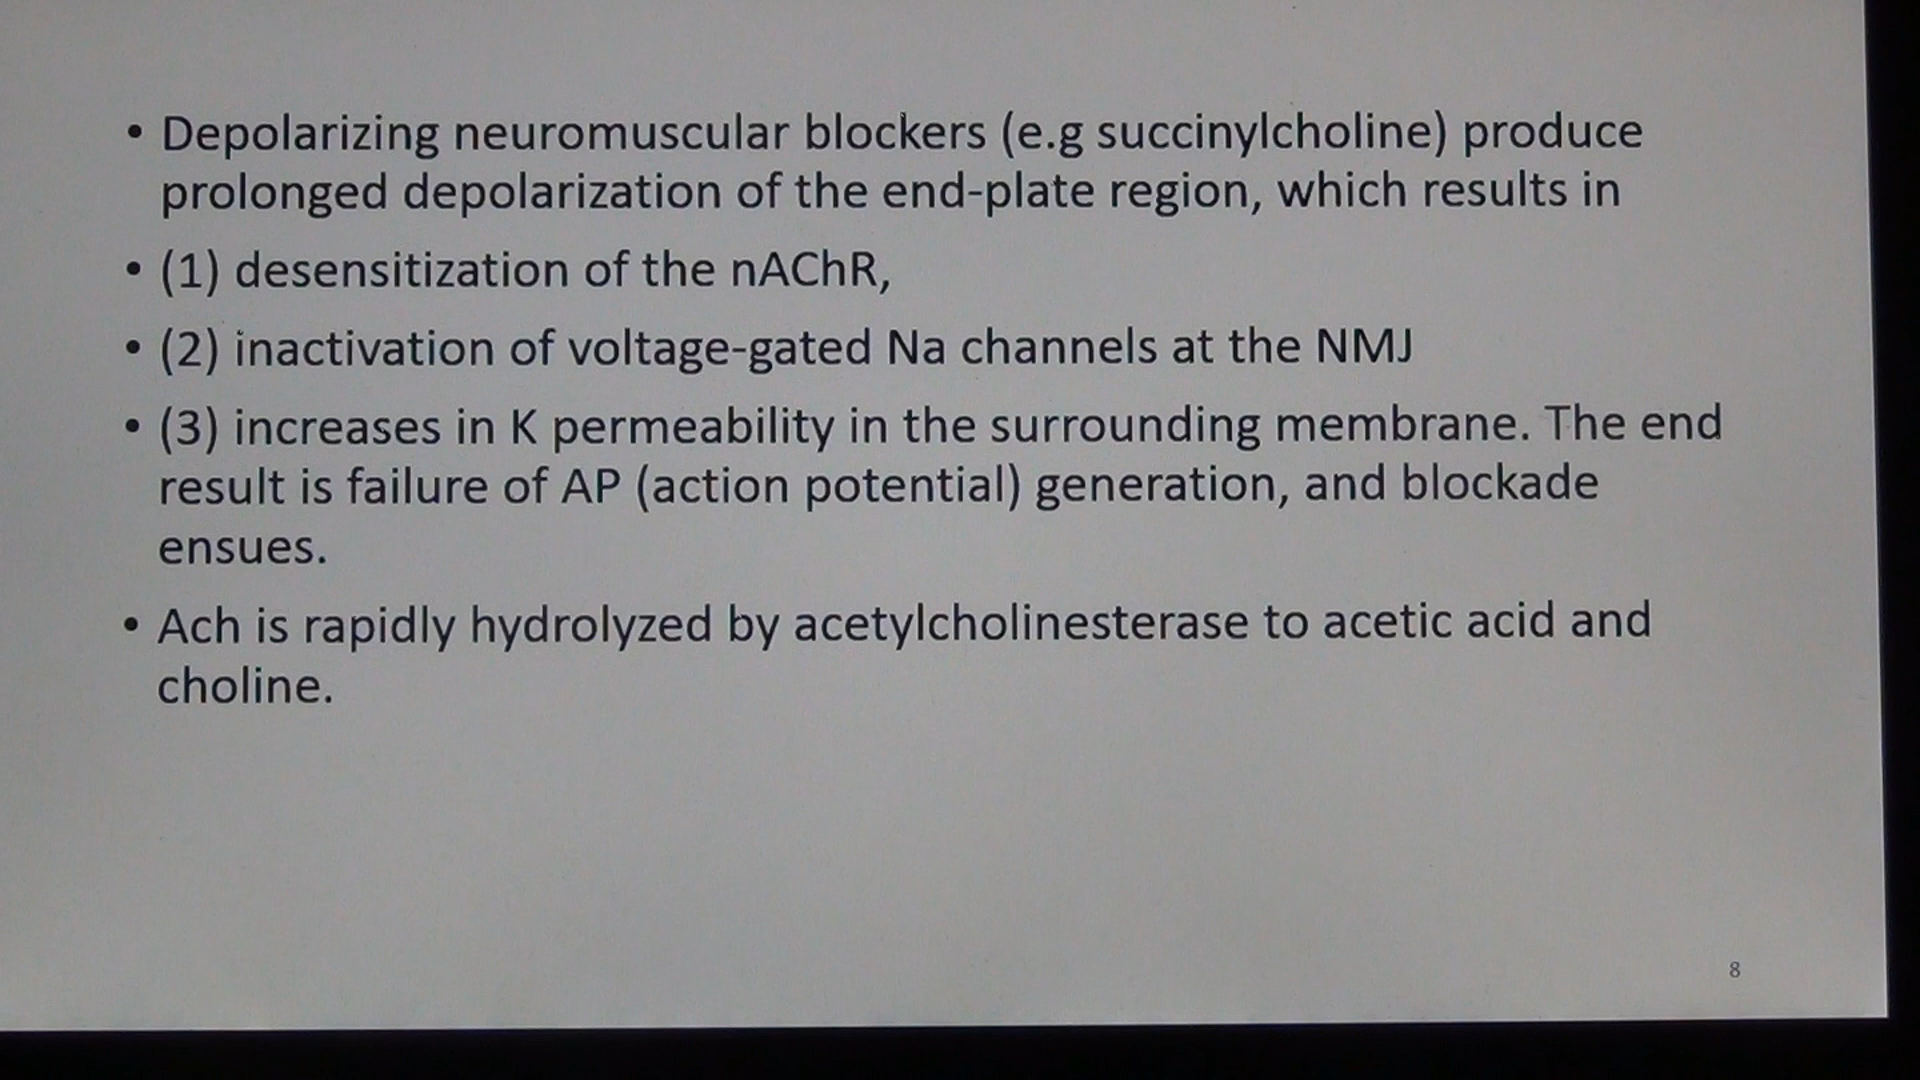 • Depolarizing neuromuscular blockers (e.g succinylcholine) produce
prolonged depolarization of the end-plate region, which results in
• (1) desensitization of the nAChR,
• (2) inactivation of voltage-gated Na channels at the NMJ
• (3) increases in K permeability in the surrounding membrane. The end
result is failure of AP (action potential) generation, and blockade
ensues.
• Ach is rapidly hydrolyzed by acetylcholinesterase to acetic acid and
choline.
8